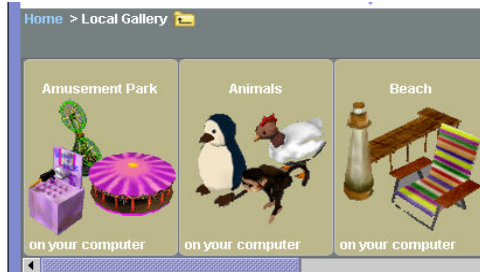 Home > Local Gallery
Amusement Park
Animals
Beach
on your computer
on your computer
on your computer